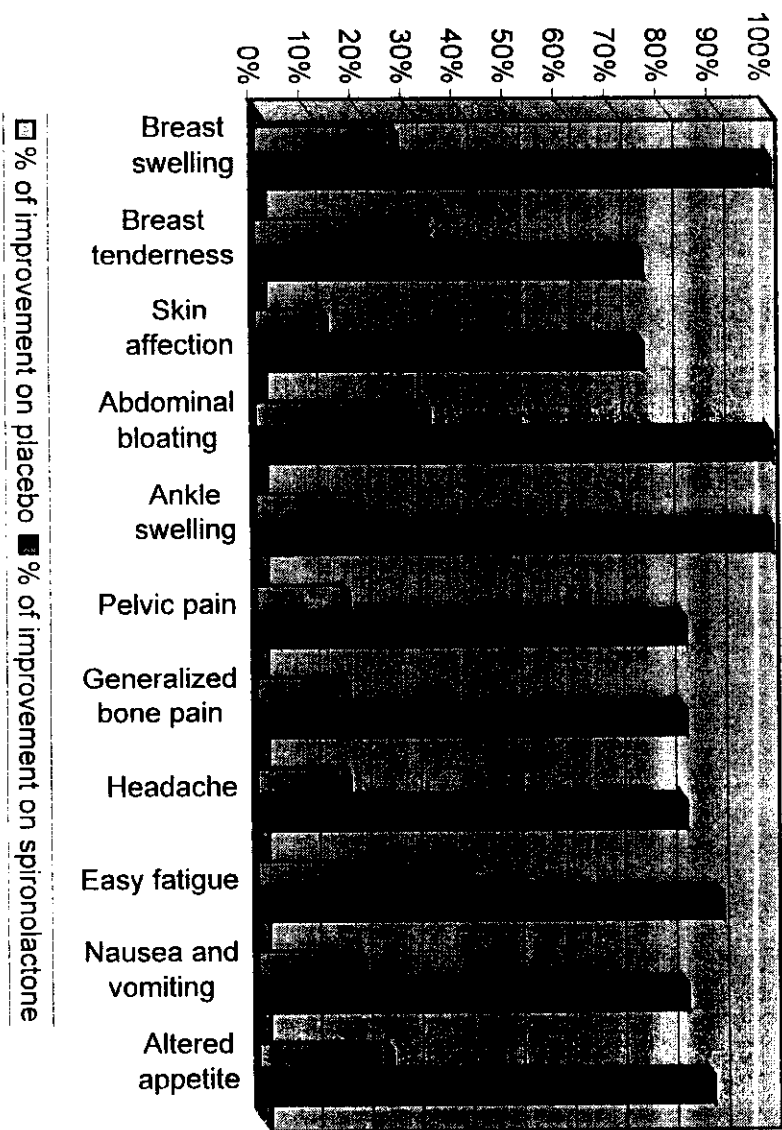 100%
90%
80%
70%
60%
50%
40%
30%
20%
10%
0%
Breast
swelling
Breast
tenderness
Skin
affection
Abdominal
bloating
Ankle
swelling
Pelvic pain
Generalized
bone pain
Headache
Easy fatigue
Nausea and
vomiting
Altered
appetite
% of improvement on placebo % of improvement on spironolactone